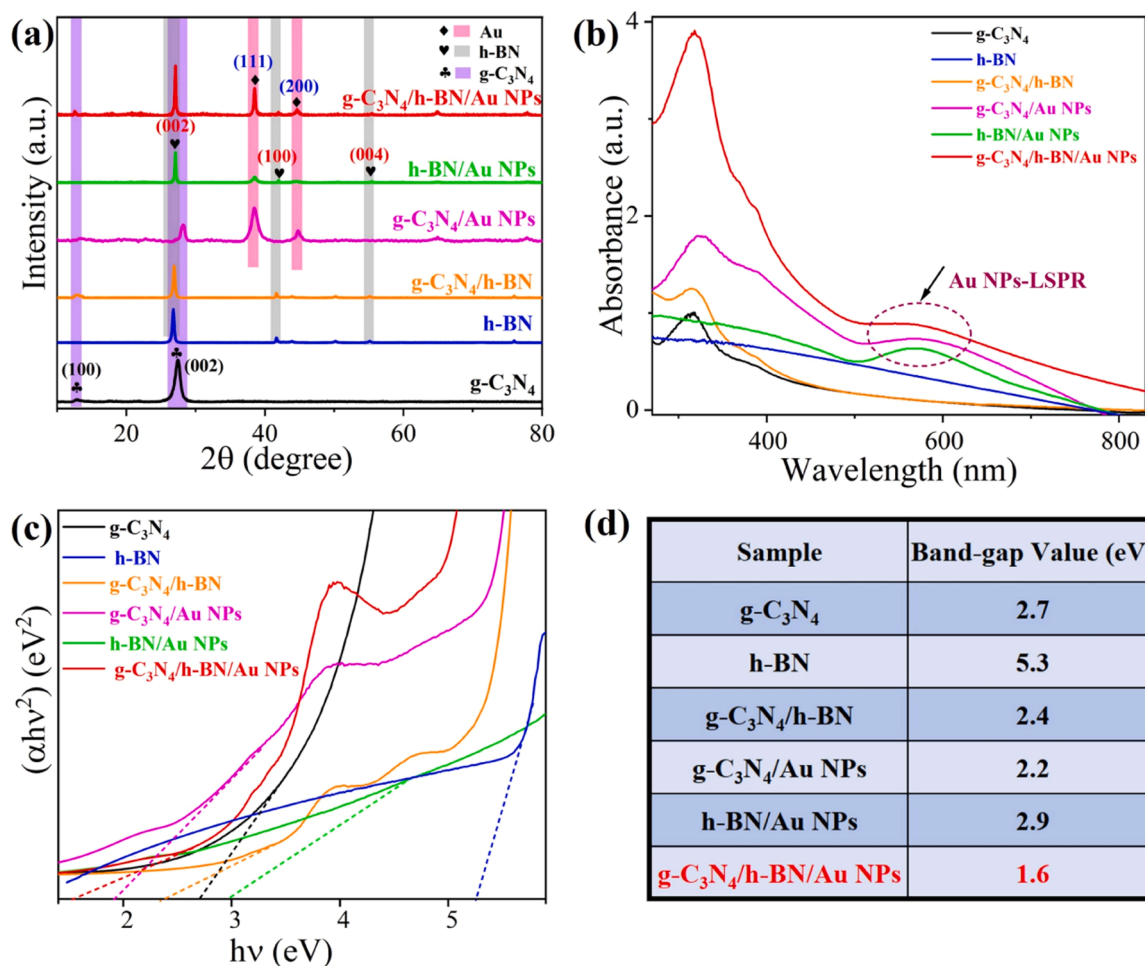 (a)
♦ Au
♥ h-BN
♣ g-C₃N₄
(111)
(200)
g-C₃N₄/h-BN/Au NPs
(002)
(100)
(004)
h-BN/Au NPs
g-C₃N₄/Au NPs
g-C₃N₄/h-BN
h-BN
(100)
(002)
g-C₃N₄
20
40
60
80
2θ (degree)
Intensity (a.u.)
(b)
4
2
0
g-C₃N₄
h-BN
g-C₃N₄/h-BN
g-C₃N₄/Au NPs
h-BN/Au NPs
g-C₃N₄/h-BN/Au NPs
Au NPs-LSPR
400
600
800
Wavelength (nm)
Absorbance (a.u.)
(c)
g-C₃N₄
h-BN
g-C₃N₄/h-BN
g-C₃N₄/Au NPs
h-BN/Au NPs
g-C₃N₄/h-BN/Au NPs
2
3
4
5
hν (eV)
(αhν²) (eV²)
(d)
Sample Band-gap Value (eV
g-C₃N₄ 2.7
h-BN 5.3
g-C₃N₄/h-BN 2.4
g-C₃N₄/Au NPs 2.2
h-BN/Au NPs 2.9
g-C₃N₄/h-BN/Au NPs 1.6